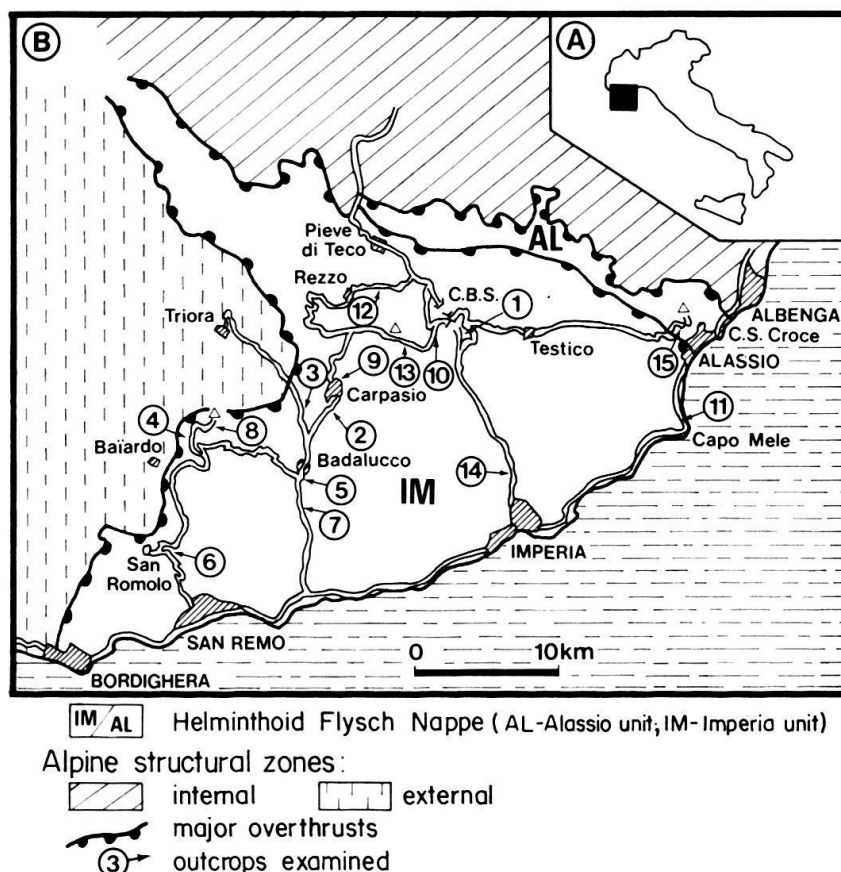 B
A
Pieve
di Teco
AL
Rezzo
IM
C.B.S.
1
12
Triora
ALBENGA
C.S. Croce
Testico
15
ALASSIO
13
10
3
9
Carpasio
11
4
8
2
Capo Mele
Baïardo
Badalucco
14
5
IM
7
IMPERIA
6
San
Romolo
SAN REMO
0 10km
BORDIGHERA
IM / AL Helminthoid Flysch Nappe (AL-Alassio unit; IM-Imperia unit)
Alpine structural zones:
internal external
major overthrusts
3 outcrops examined